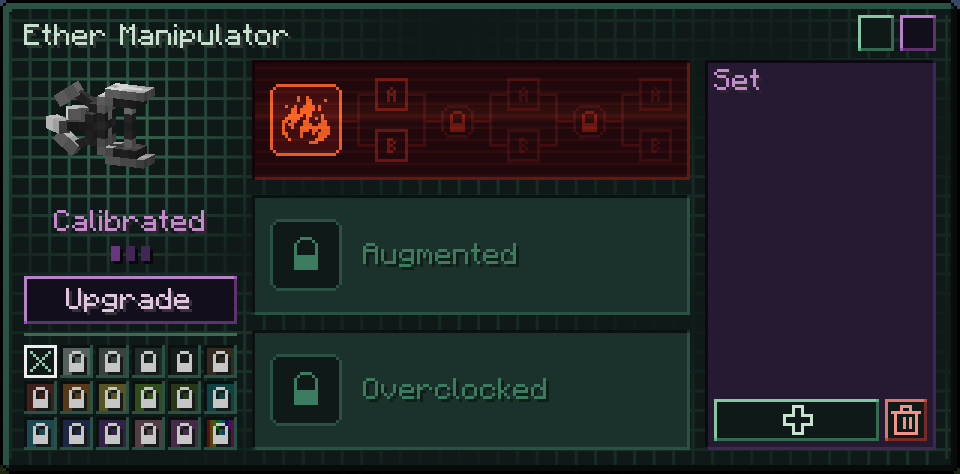 Ether Manipulator
Set
A A A
B B B
Calibrated
Augmented
Upgrade
Overclocked